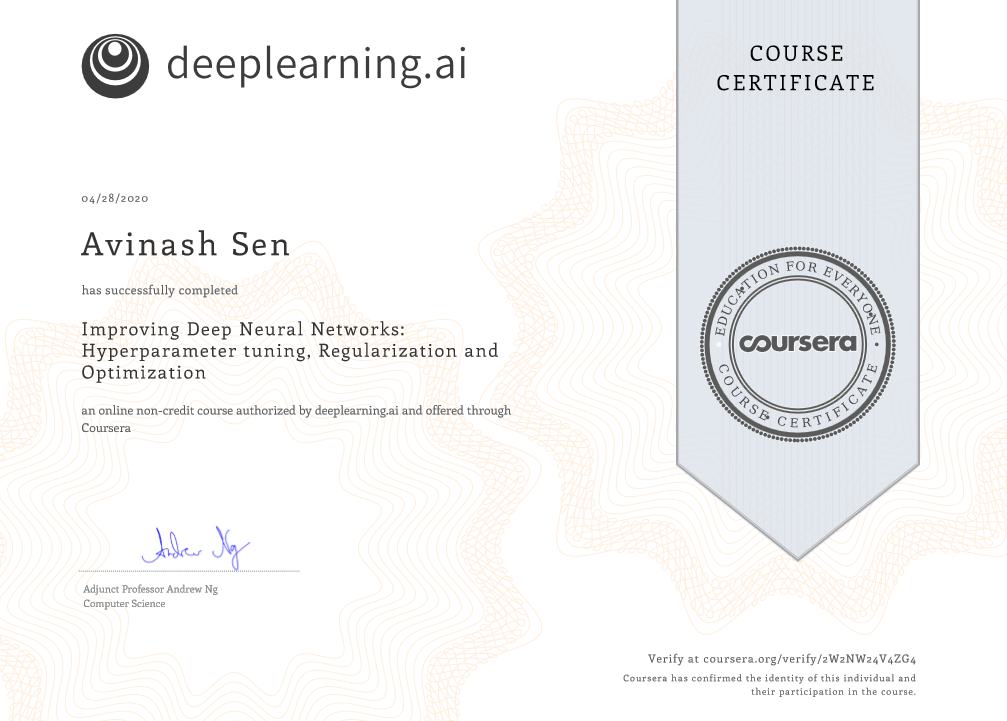 deeplearning.ai
COURSE
CERTIFICATE
04/28/2020
Avinash Sen
has successfully completed
Improving Deep Neural Networks:
Hyperparameter tuning, Regularization and
Optimization
an online non-credit course authorized by deeplearning.ai and offered through
Coursera
EDUCATION FOR EVERYONE
coursera
COURSE CERTIFICATE
Andrew Ng
Adjunct Professor Andrew Ng
Computer Science
Verify at coursera.org/verify/2W2NW24V4ZG4
Coursera has confirmed the identity of this individual and
their participation in the course.